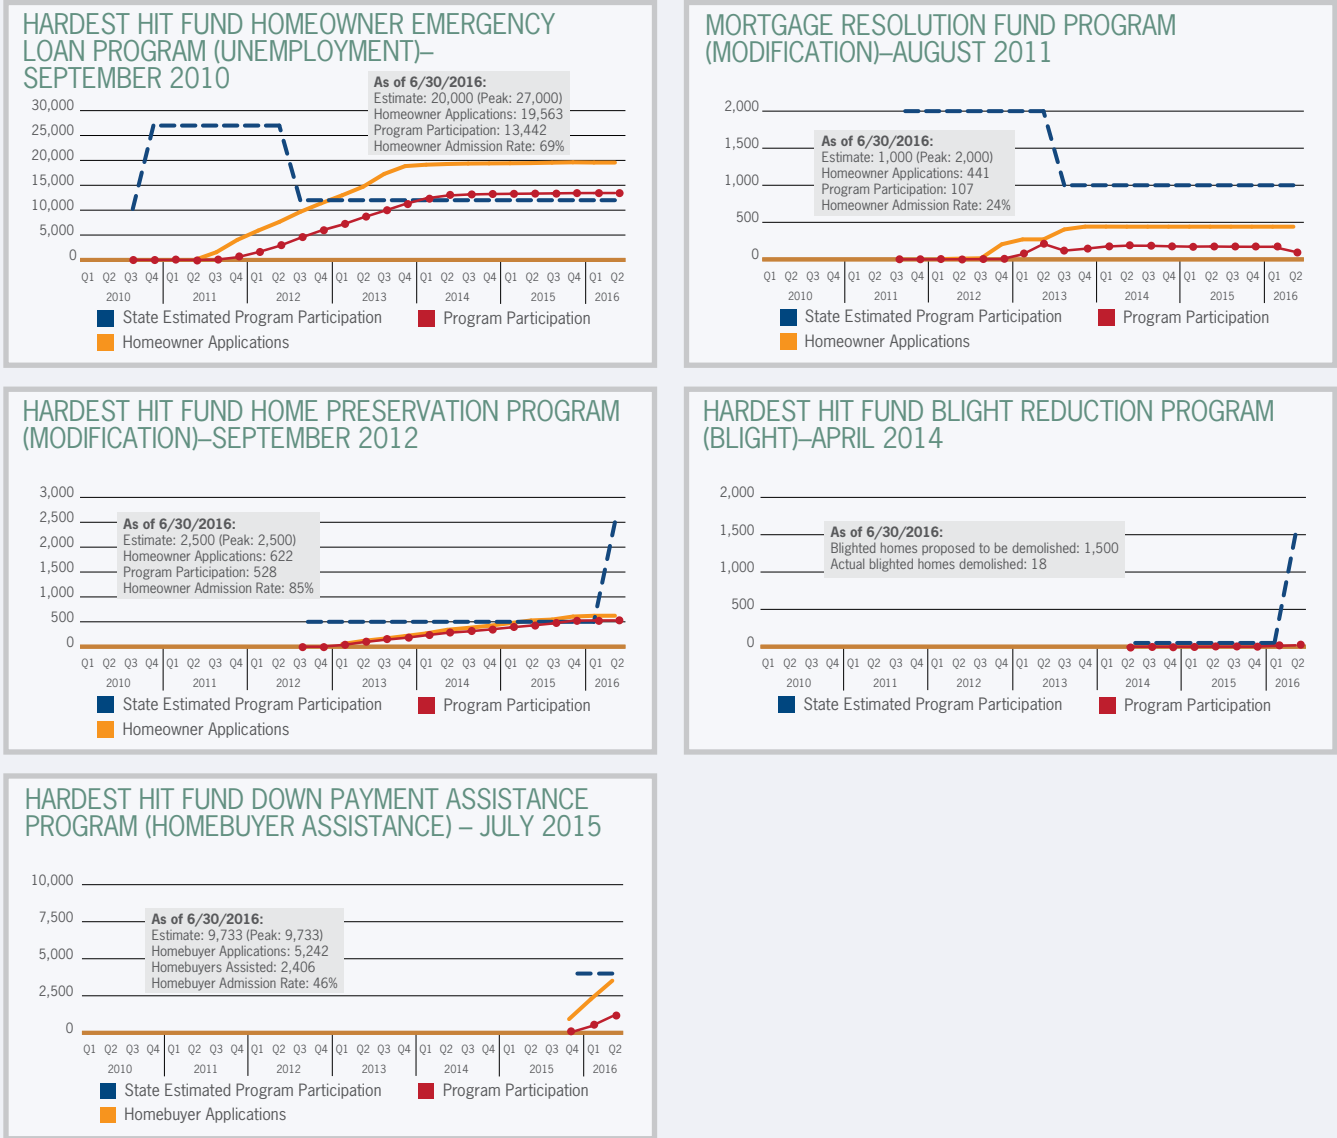 HARDEST HIT FUND HOMEOWNER EMERGENCY
LOAN PROGRAM (UNEMPLOYMENT)–
SEPTEMBER 2010
As of 6/30/2016:
Estimate: 20,000 (Peak: 27,000)
Homeowner Applications: 19,563
Program Participation: 13,442
Homeowner Admission Rate: 69%
30,000
25,000
20,000
15,000
10,000
5,000
0
Q1 Q2 Q3 Q4 Q1 Q2 Q3 Q4 Q1 Q2 Q3 Q4 Q1 Q2 Q3 Q4 Q1 Q2 Q3 Q4 Q1 Q2 Q3 Q4 Q1 Q2
2010 2011 2012 2013 2014 2015 2016
State Estimated Program Participation Program Participation
Homeowner Applications
MORTGAGE RESOLUTION FUND PROGRAM
(MODIFICATION)–AUGUST 2011
2,000
1,500
1,000
500
0
As of 6/30/2016:
Estimate: 1,000 (Peak: 2,000)
Homeowner Applications: 441
Program Participation: 107
Homeowner Admission Rate: 24%
Q1 Q2 Q3 Q4 Q1 Q2 Q3 Q4 Q1 Q2 Q3 Q4 Q1 Q2 Q3 Q4 Q1 Q2 Q3 Q4 Q1 Q2 Q3 Q4 Q1 Q2
2010 2011 2012 2013 2014 2015 2016
State Estimated Program Participation Program Participation
Homeowner Applications
HARDEST HIT FUND HOME PRESERVATION PROGRAM
(MODIFICATION)–SEPTEMBER 2012
3,000
2,500
2,000
1,500
1,000
500
0
As of 6/30/2016:
Estimate: 2,500 (Peak: 2,500)
Homeowner Applications: 622
Program Participation: 528
Homeowner Admission Rate: 85%
Q1 Q2 Q3 Q4 Q1 Q2 Q3 Q4 Q1 Q2 Q3 Q4 Q1 Q2 Q3 Q4 Q1 Q2 Q3 Q4 Q1 Q2 Q3 Q4 Q1 Q2
2010 2011 2012 2013 2014 2015 2016
State Estimated Program Participation Program Participation
Homeowner Applications
HARDEST HIT FUND BLIGHT REDUCTION PROGRAM
(BLIGHT)–APRIL 2014
2,000
1,500
1,000
500
0
As of 6/30/2016:
Blighted homes proposed to be demolished: 1,500
Actual blighted homes demolished: 18
Q1 Q2 Q3 Q4 Q1 Q2 Q3 Q4 Q1 Q2 Q3 Q4 Q1 Q2 Q3 Q4 Q1 Q2 Q3 Q4 Q1 Q2 Q3 Q4 Q1 Q2
2010 2011 2012 2013 2014 2015 2016
State Estimated Program Participation Program Participation
HARDEST HIT FUND DOWN PAYMENT ASSISTANCE
PROGRAM (HOMEBUYER ASSISTANCE) – JULY 2015
10,000
7,500
5,000
2,500
0
As of 6/30/2016:
Estimate: 9,733 (Peak: 9,733)
Homebuyer Applications: 5,242
Homebuyers Assisted: 2,406
Homebuyer Admission Rate: 46%
Q1 Q2 Q3 Q4 Q1 Q2 Q3 Q4 Q1 Q2 Q3 Q4 Q1 Q2 Q3 Q4 Q1 Q2 Q3 Q4 Q1 Q2 Q3 Q4 Q1 Q2
2010 2011 2012 2013 2014 2015 2016
State Estimated Program Participation Program Participation
Homebuyer Applications